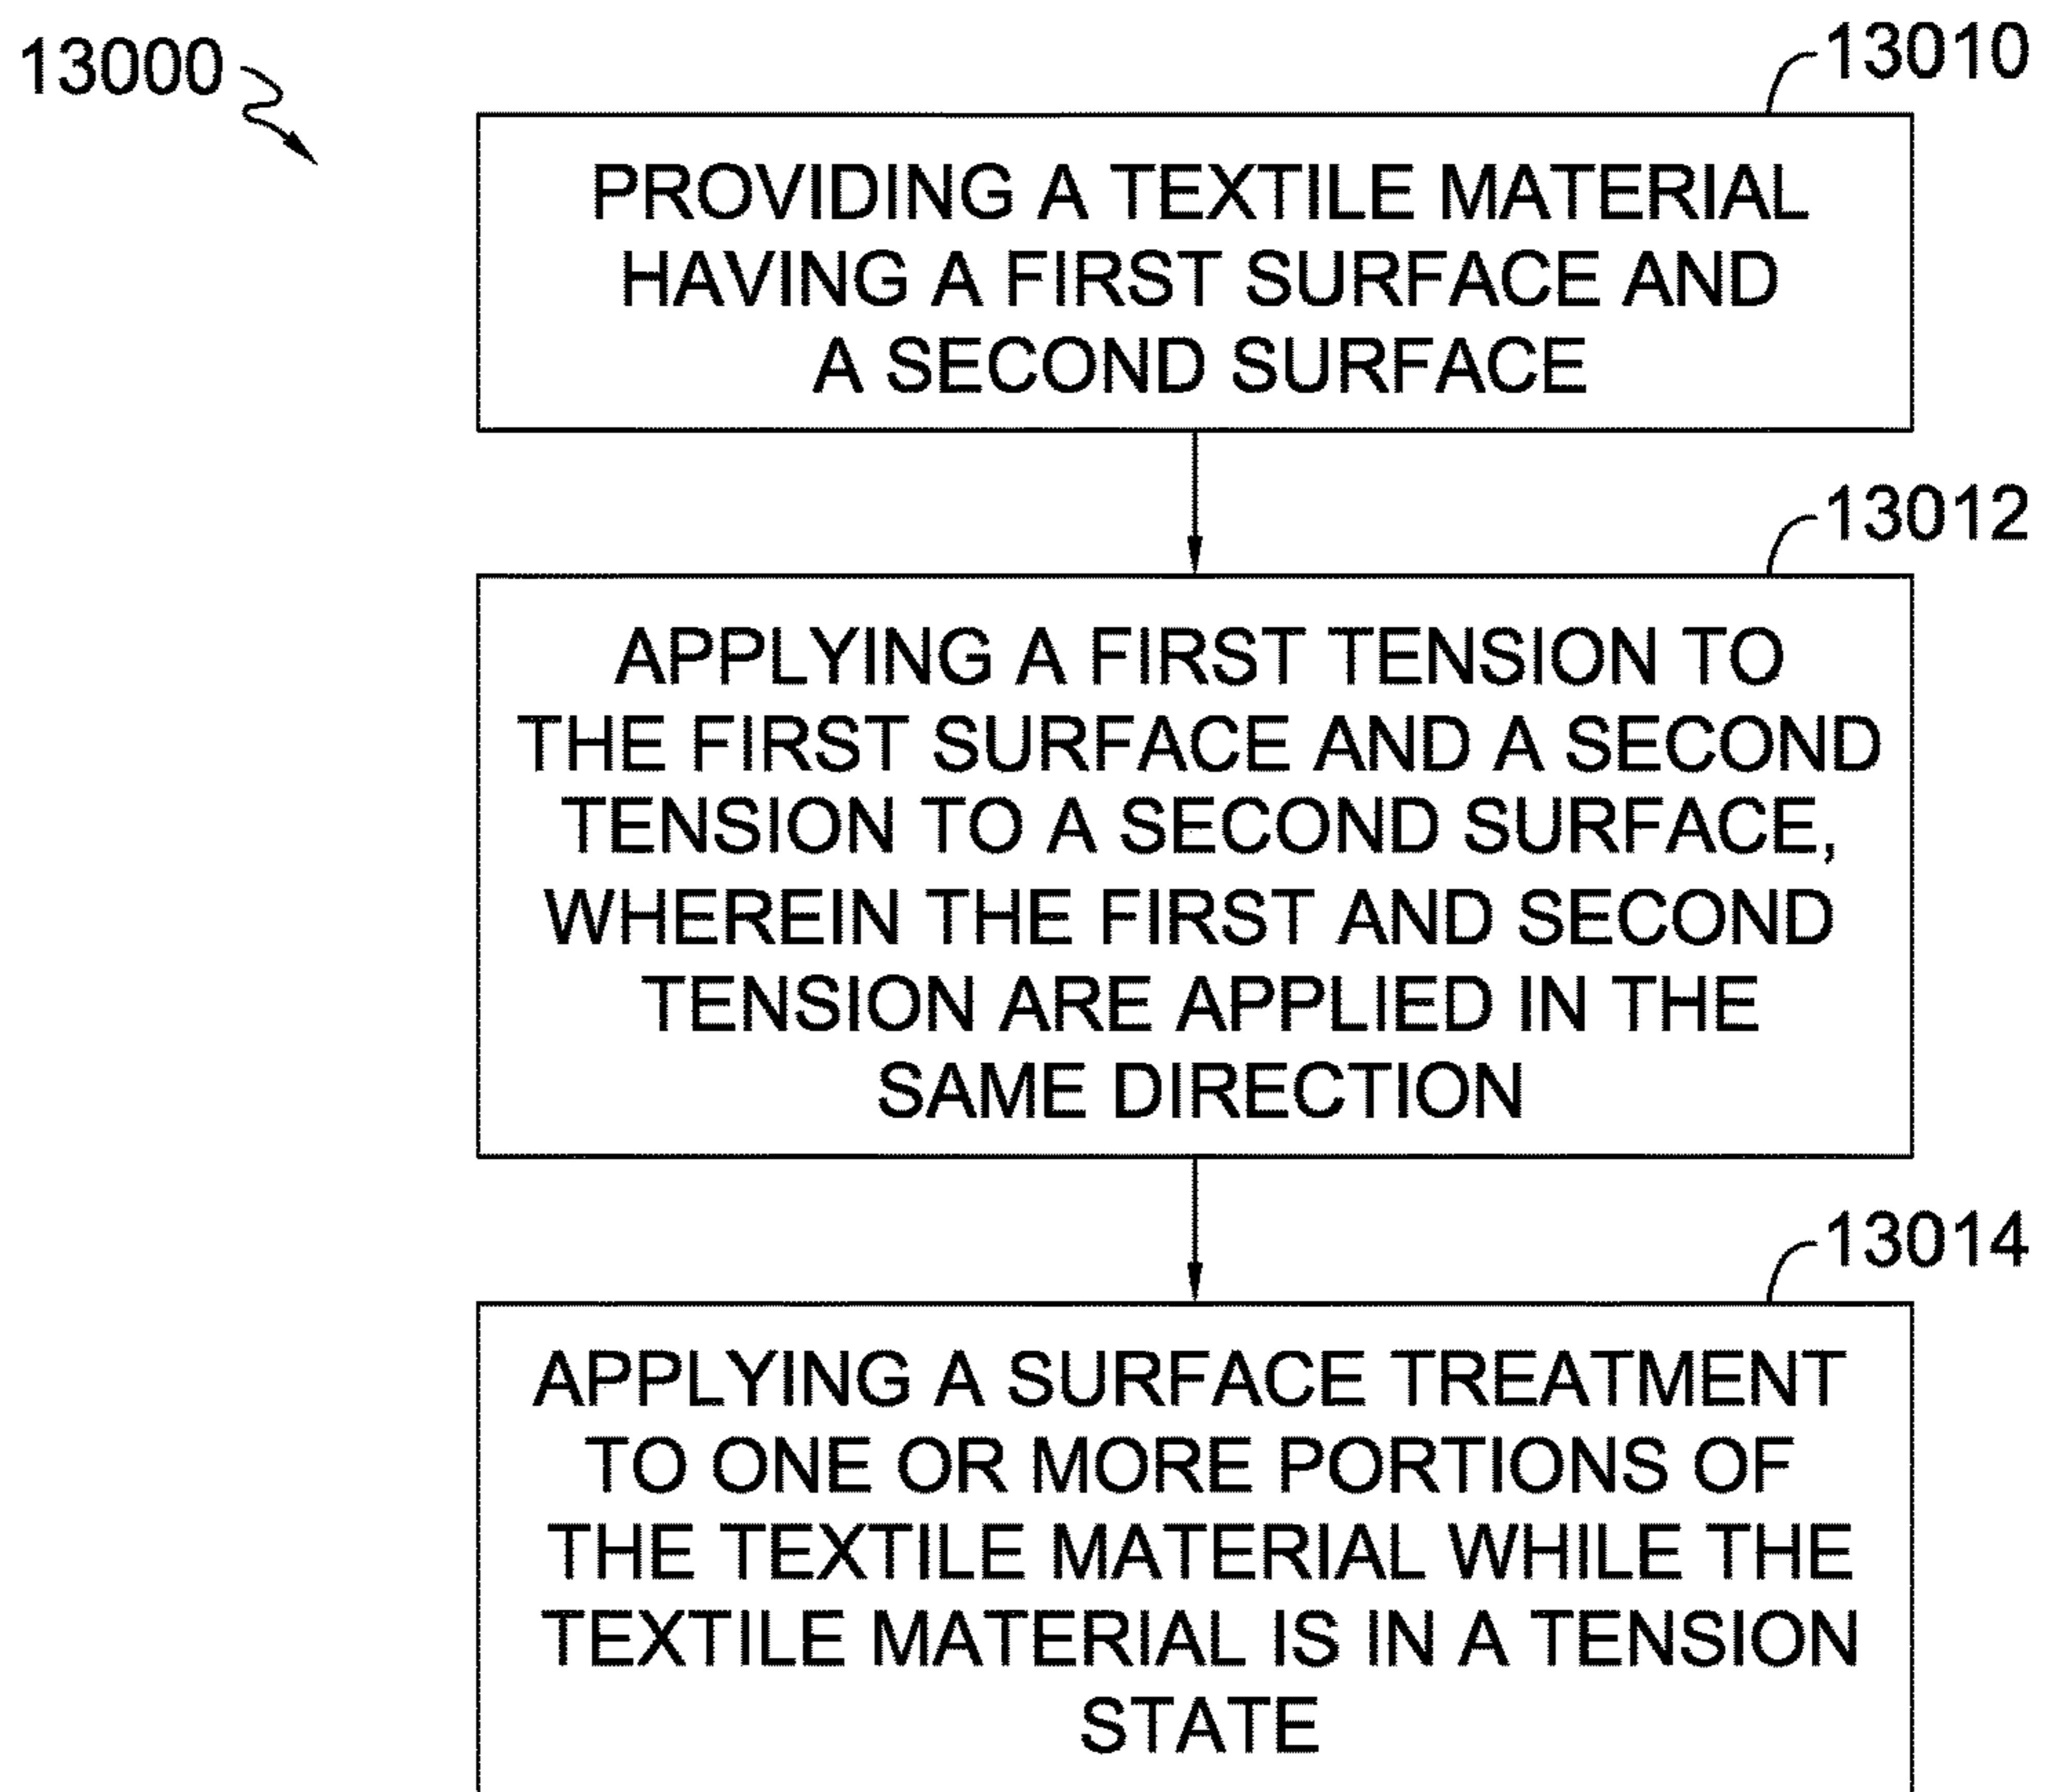 13000
13010
PROVIDING A TEXTILE MATERIAL
HAVING A FIRST SURFACE AND
A SECOND SURFACE
13012
APPLYING A FIRST TENSION TO
THE FIRST SURFACE AND A SECOND
TENSION TO A SECOND SURFACE,
WHEREIN THE FIRST AND SECOND
TENSION ARE APPLIED IN THE
SAME DIRECTION
13014
APPLYING A SURFACE TREATMENT
TO ONE OR MORE PORTIONS OF
THE TEXTILE MATERIAL WHILE THE
TEXTILE MATERIAL IS IN A TENSION
STATE